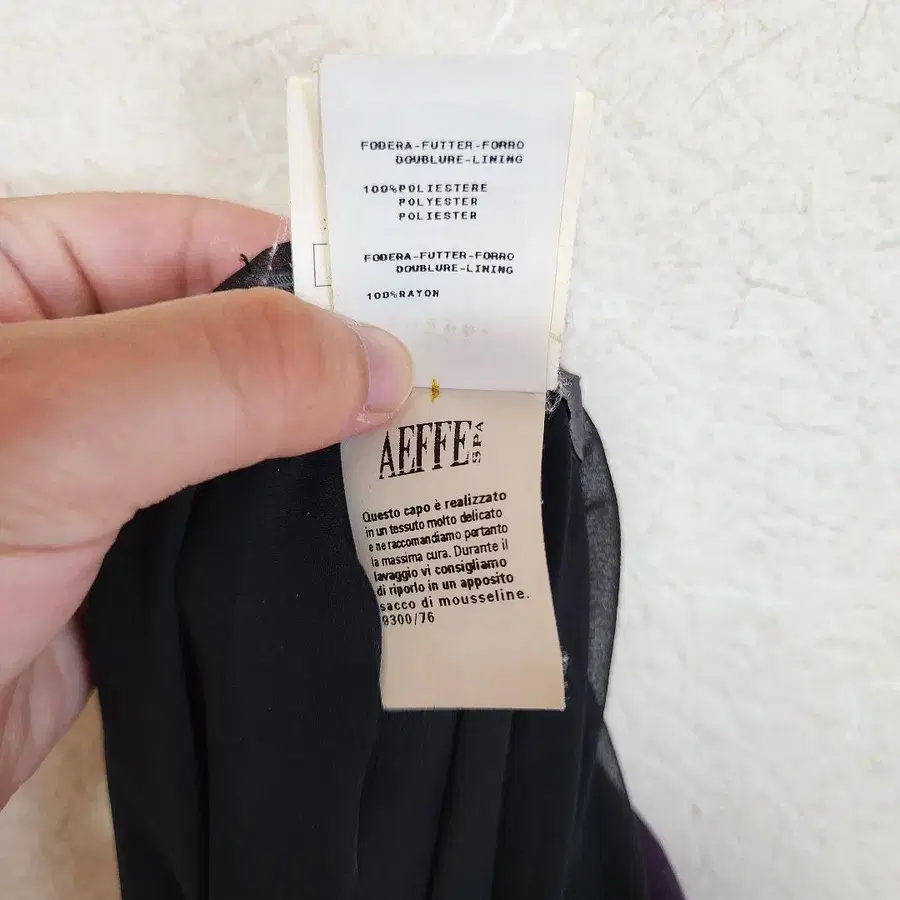 FODERA-FUTTER-FORRO
DOUBLURE-LINING
100%POLIESTERE
POLYESTER
POLIESTER
FODERA-FUTTER-FORRO
DOUBLURE-LINING
100%RAYON
AEFFE SPA
Questo capo è realizzato
in un tessuto molto delicato
e ne raccomandiamo pertanto
la massima cura. Durante il
lavaggio vi consigliamo
di riporlo in un apposito
sacco di mousseline.
9300/76